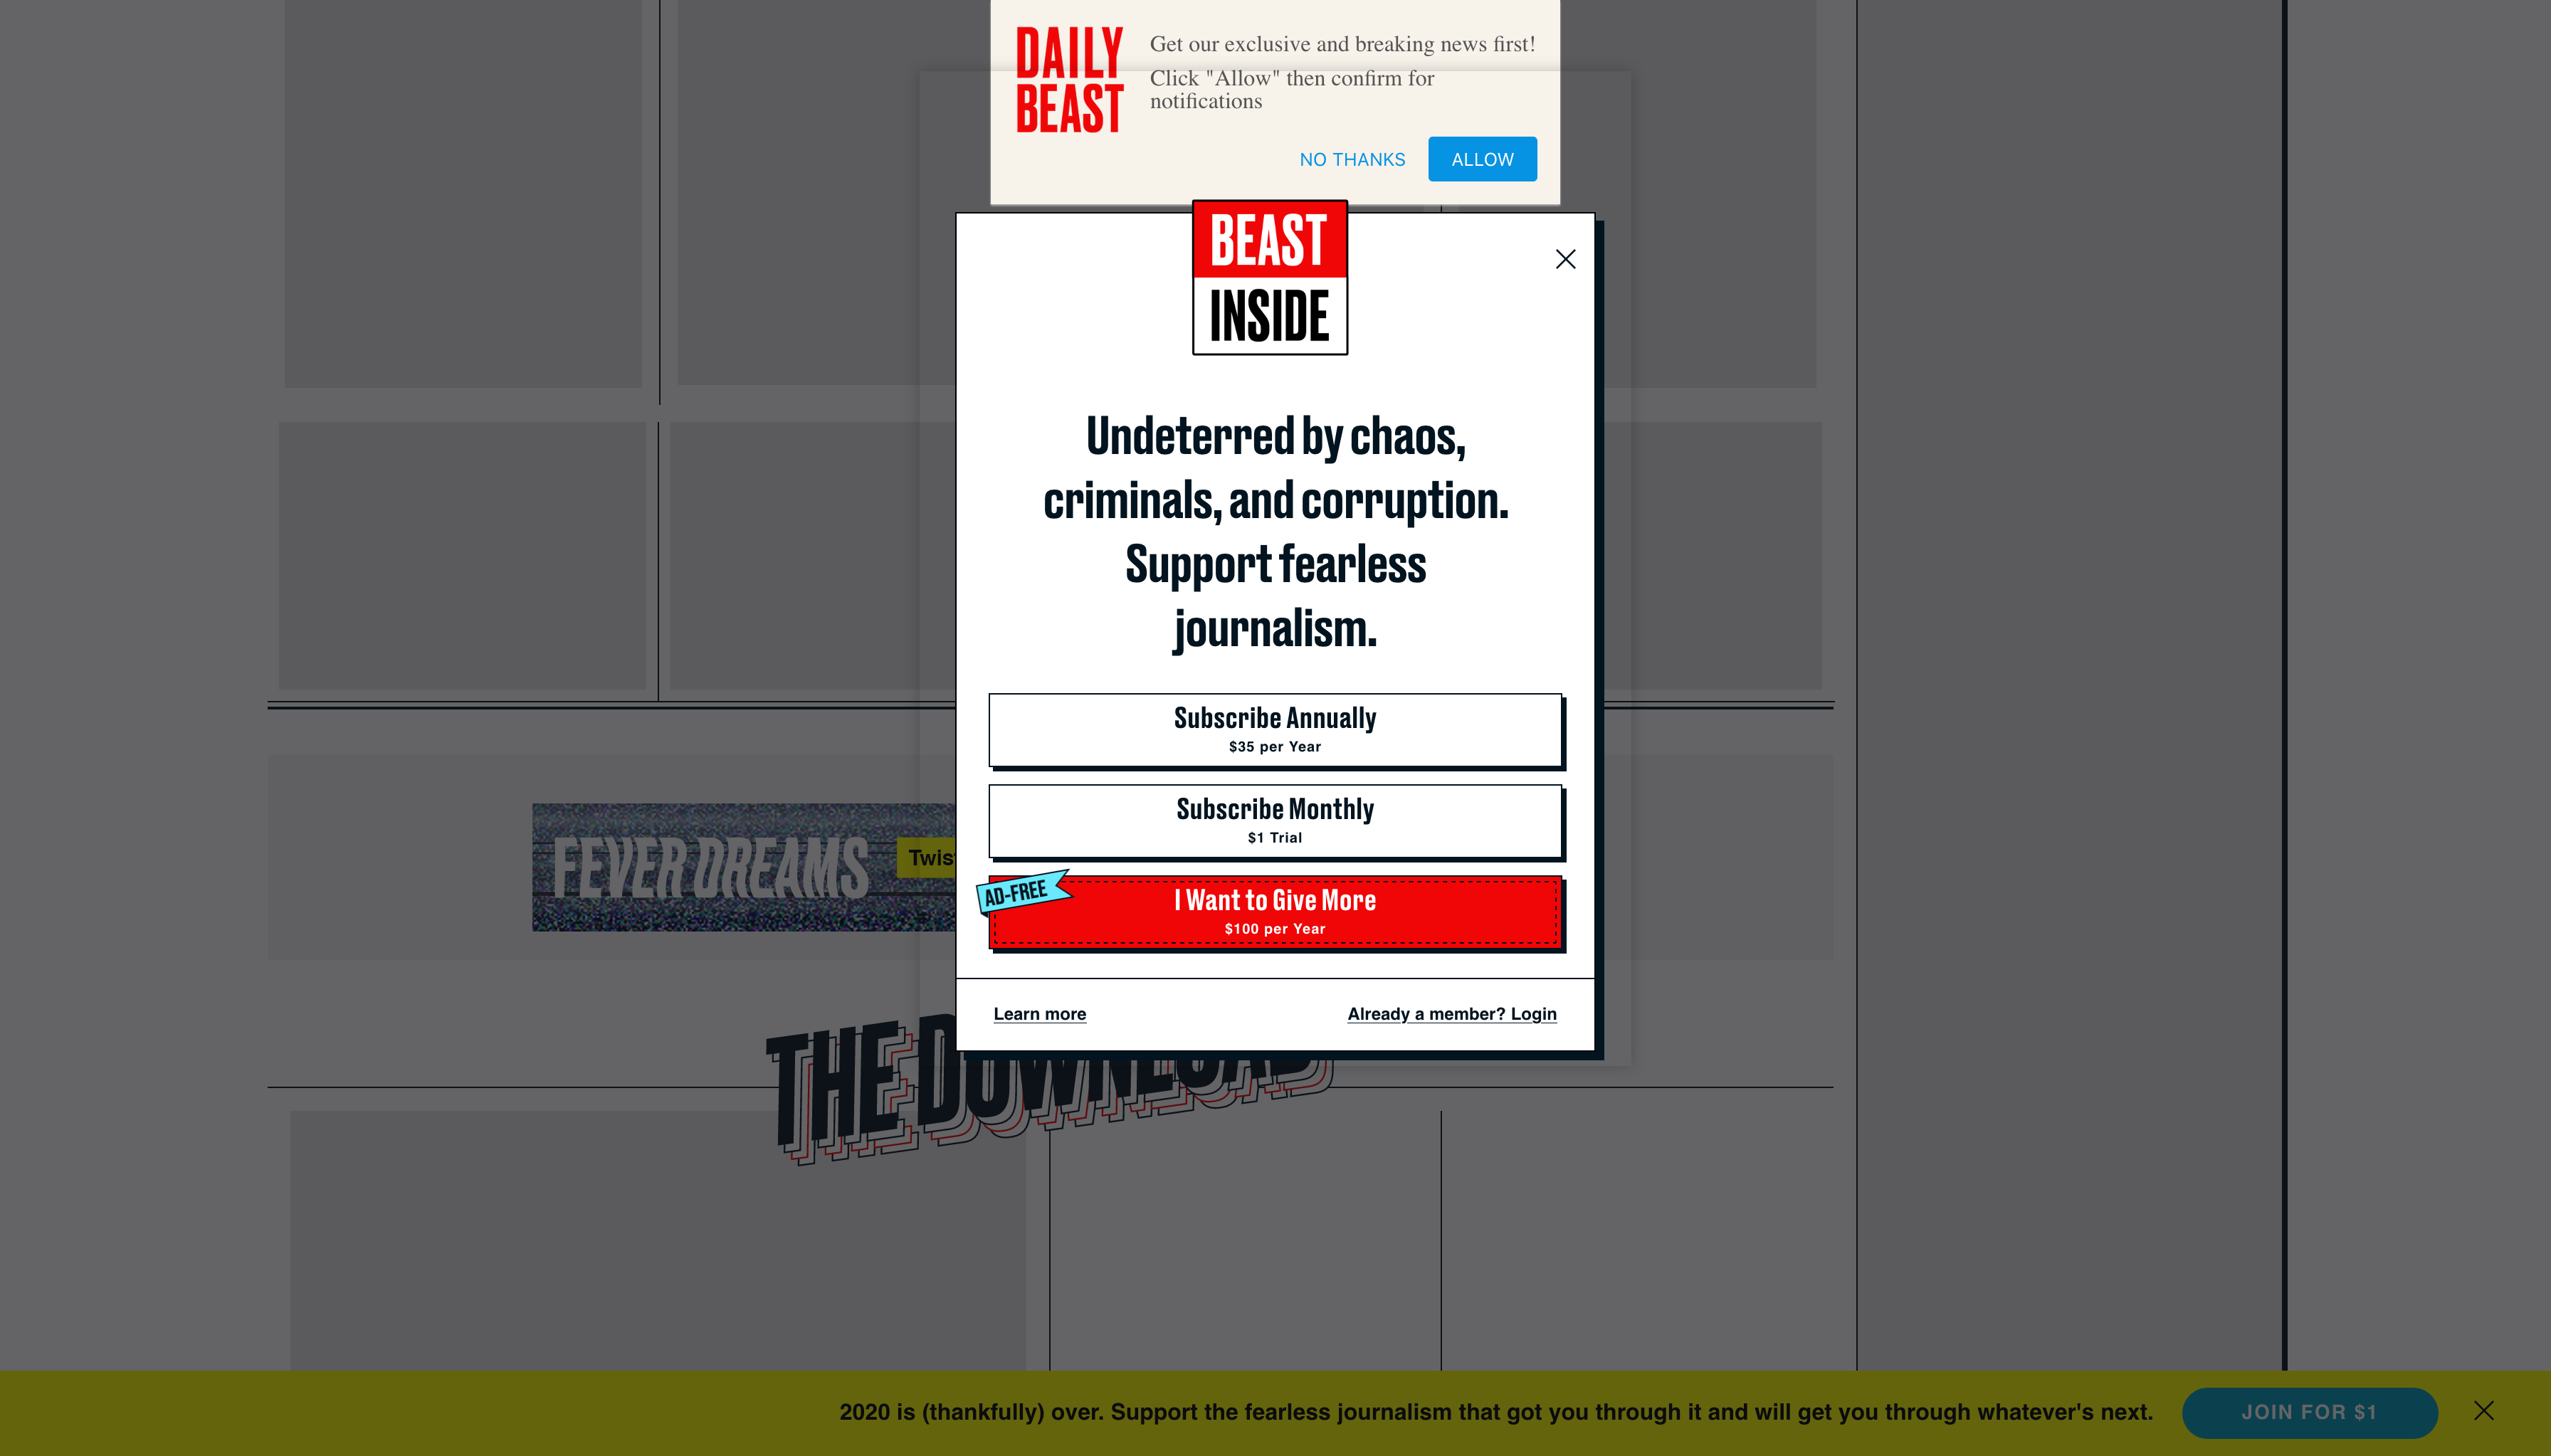 DAILY
BEAST
Get our exclusive and breaking news first!
Click "Allow" then confirm for
notifications
NO THANKS
ALLOW
BEAST
INSIDE
Undeterred by chaos,
criminals, and corruption.
Support fearless
journalism.
Subscribe Annually
$35 per Year
Subscribe Monthly
$1 Trial
FEVER DREAMS
AD-FREE
I Want to Give More
$100 per Year
Learn more
Already a member? Login
THE DOWNLOAD
2020 is (thankfully) over. Support the fearless journalism that got you through it and will get you through whatever's next.
JOIN FOR $1